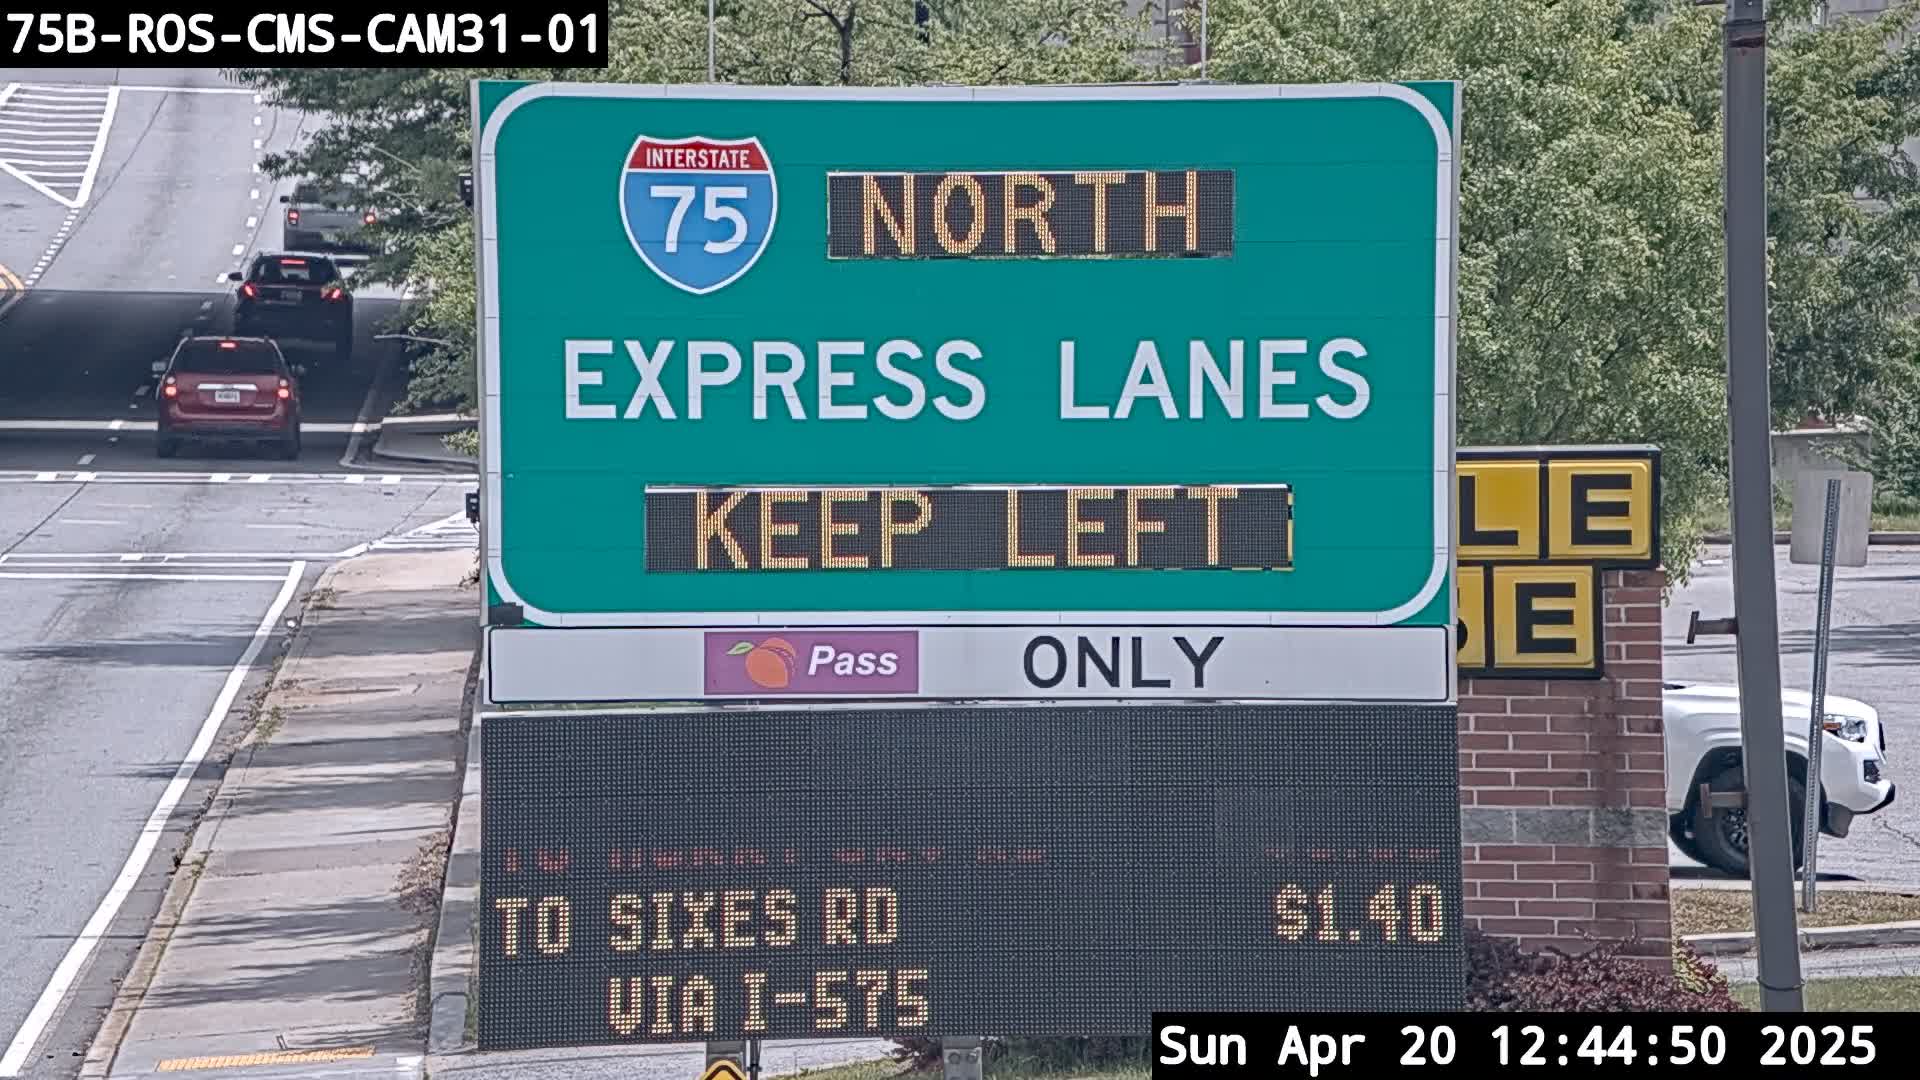 75B-ROS-CMS-CAM31-01
INTERSTATE
75
NORTH
EXPRESS LANES
KEEP LEFT
LE
E
Pass ONLY
TO SIXES RD $1.40
VIA I-575
Sun Apr 20 12:44:50 2025